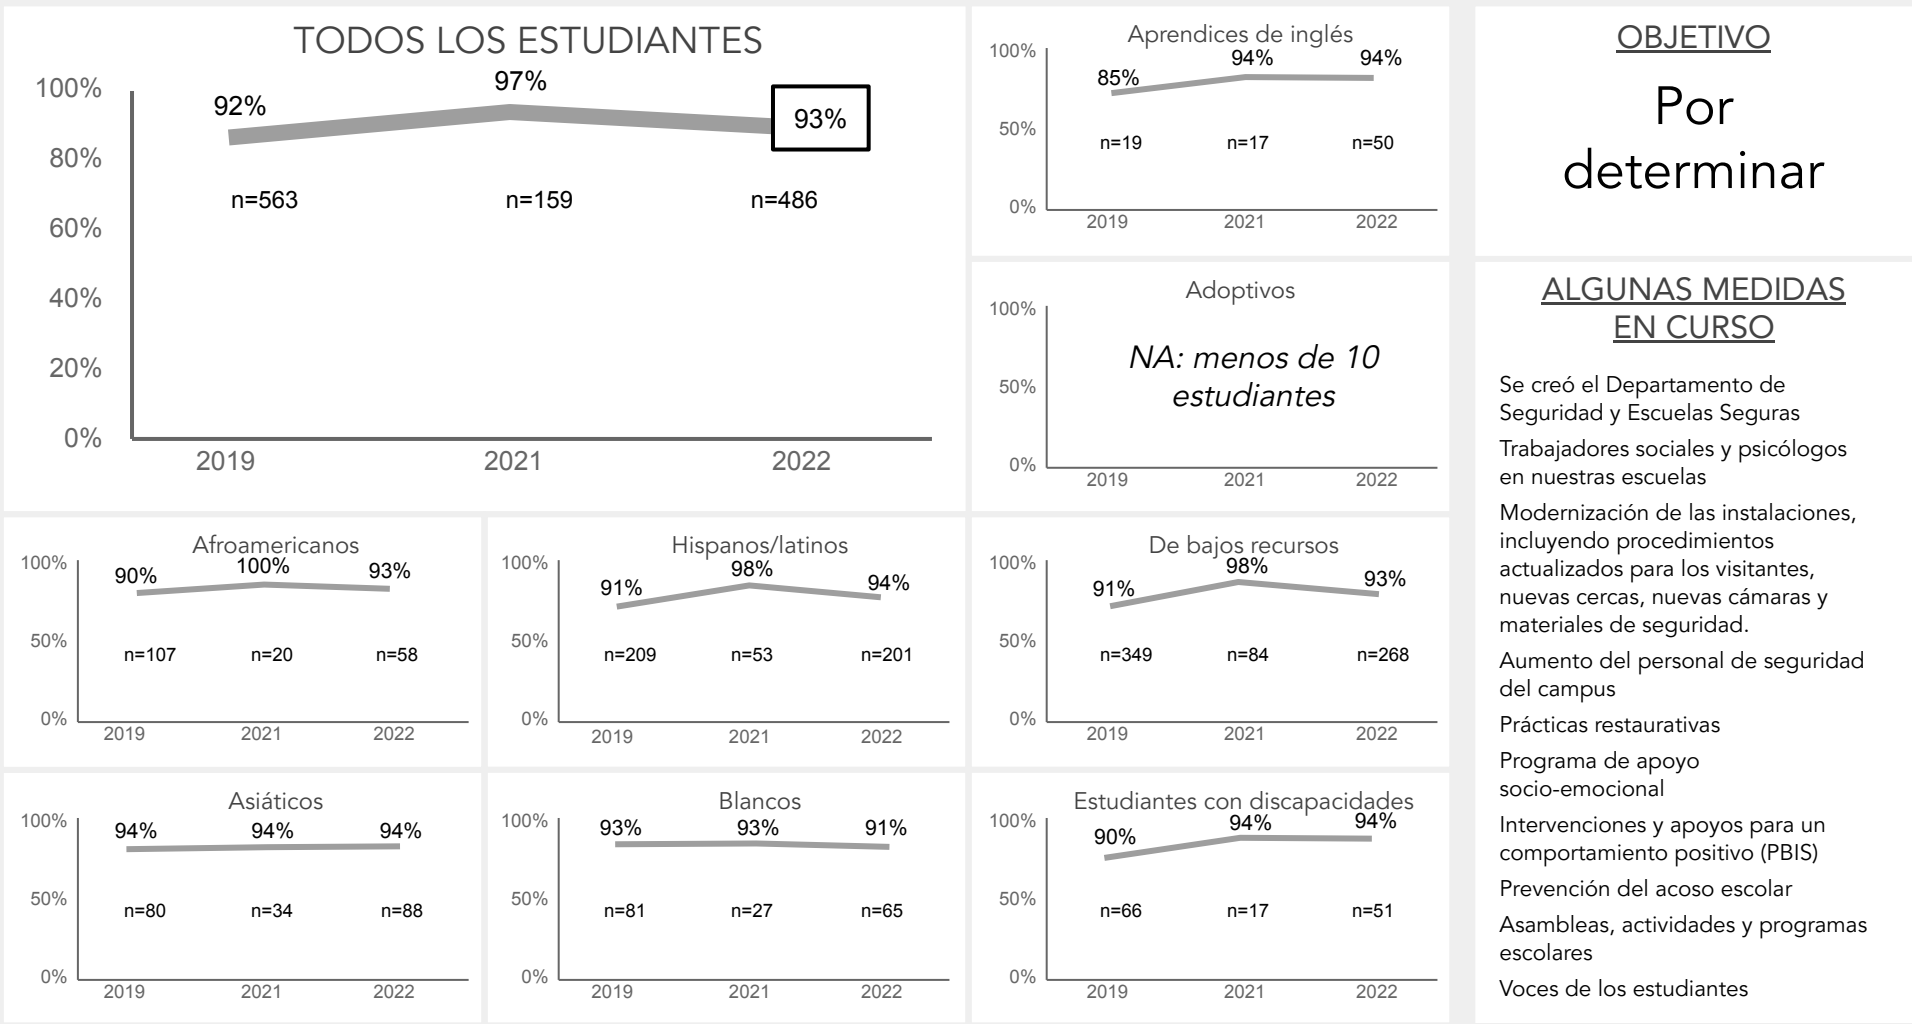 TODOS LOS ESTUDIANTES
100%
80%
60%
40%
20%
0%
92%
97%
93%
n=563
n=159
n=486
2019
2021
2022
Aprendices de inglés
100%
50%
0%
85%
94%
94%
n=19
n=17
n=50
2019
2021
2022
Adoptivos
100%
50%
0%
NA: menos de 10
estudiantes
2019
2021
2022
Afroamericanos
100%
50%
0%
90%
100%
93%
n=107
n=20
n=58
2019
2021
2022
Hispanos/latinos
100%
50%
0%
91%
98%
94%
n=209
n=53
n=201
2019
2021
2022
De bajos recursos
100%
50%
0%
91%
98%
93%
n=349
n=84
n=268
2019
2021
2022
Asiáticos
100%
50%
0%
94%
94%
94%
n=80
n=34
n=88
2019
2021
2022
Blancos
100%
50%
0%
93%
93%
91%
n=81
n=27
n=65
2019
2021
2022
Estudiantes con discapacidades
100%
50%
0%
90%
94%
94%
n=66
n=17
n=51
2019
2021
2022
OBJETIVO
Por
determinar
ALGUNAS MEDIDAS
EN CURSO
Se creó el Departamento de
Seguridad y Escuelas Seguras
Trabajadores sociales y psicólogos
en nuestras escuelas
Modernización de las instalaciones,
incluyendo procedimientos
actualizados para los visitantes,
nuevas cercas, nuevas cámaras y
materiales de seguridad.
Aumento del personal de seguridad
del campus
Prácticas restaurativas
Programa de apoyo
socio-emocional
Intervenciones y apoyos para un
comportamiento positivo (PBIS)
Prevención del acoso escolar
Asambleas, actividades y programas
escolares
Voces de los estudiantes